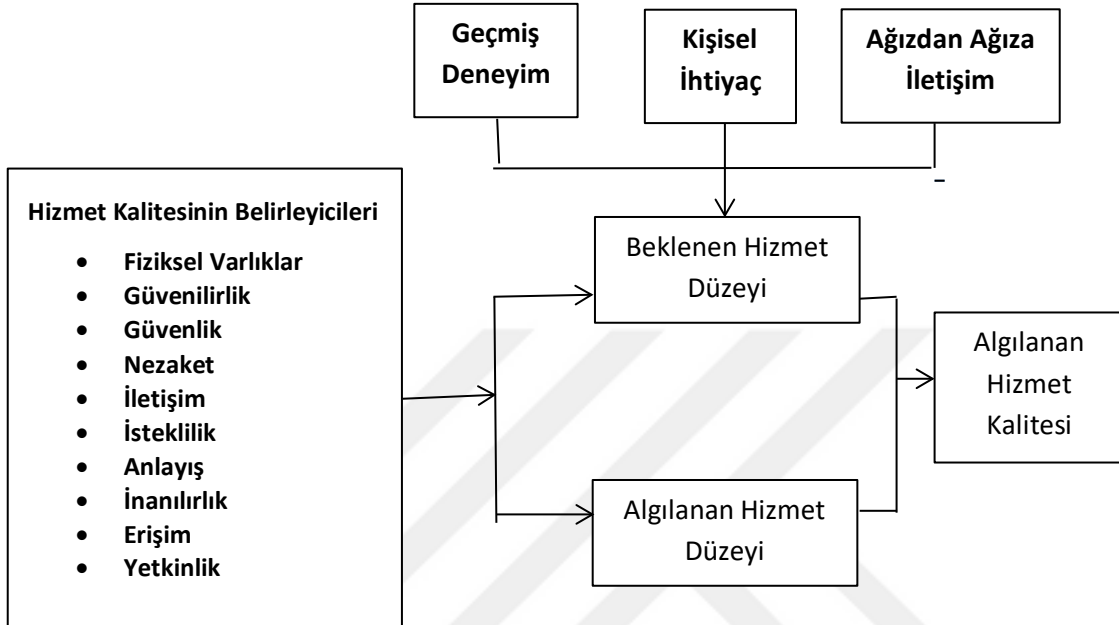 Geçmiş
Deneyim
Kişisel
İhtiyaç
Ağızdan Ağıza
İletişim
Hizmet Kalitesinin Belirleyicileri
• Fiziksel Varlıklar
• Güvenilirlik
• Güvenlik
• Nezaket
• İletişim
• İsteklilik
• Anlayış
• İnanılırlık
• Erişim
• Yetkinlik
Beklenen Hizmet
Düzeyi
Algılanan Hizmet
Düzeyi
Algılanan
Hizmet
Kalitesi